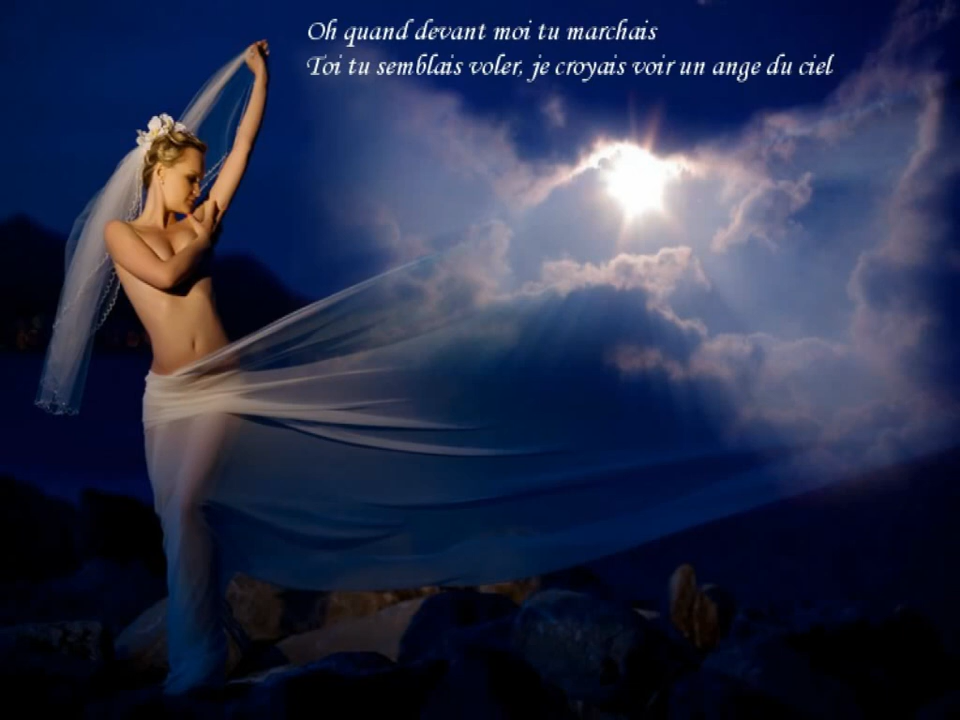 Oh quand devant moi tu marchais
Toi tu semblais voler, je croyais voir un ange du ciel